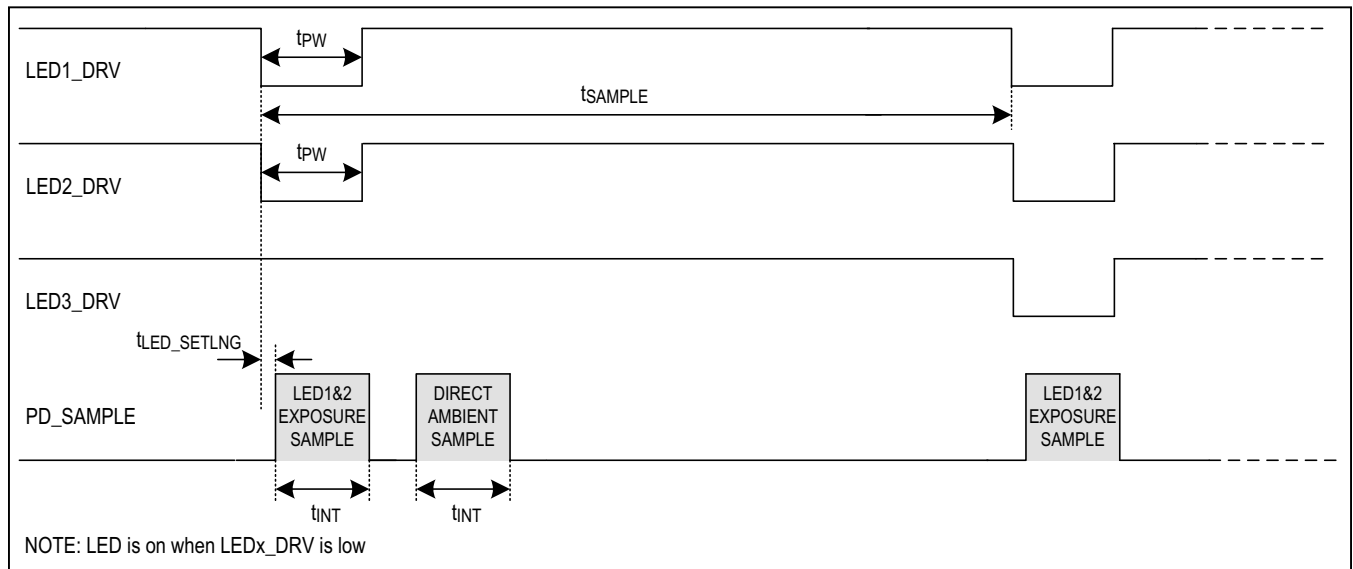 tPW
LED1_DRV
tSAMPLE
tPW
LED2_DRV
LED3_DRV
tLED_SETLNG
LED1&2
EXPOSURE
SAMPLE
DIRECT
AMBIENT
SAMPLE
LED1&2
EXPOSURE
SAMPLE
PD_SAMPLE
tINT
tINT
NOTE: LED is on when LEDx_DRV is low